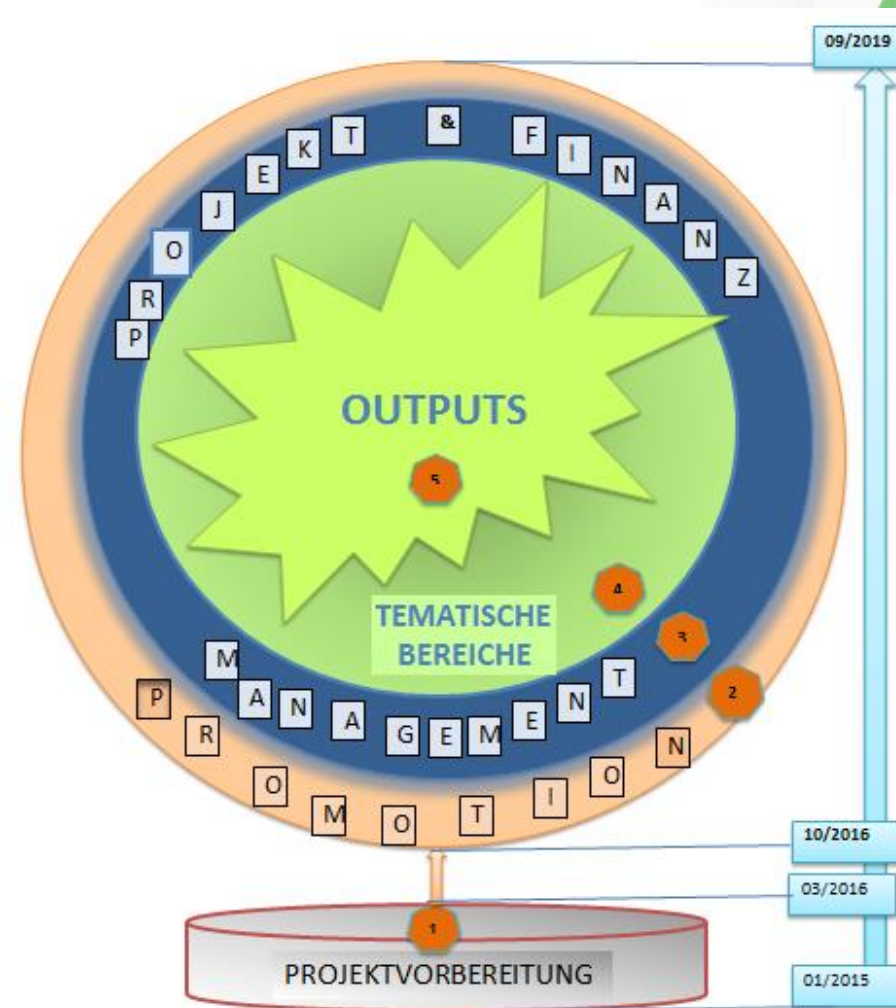 09/2019
PROJEKT & FINANZ
OUTPUTS
5
4
TEMATISCHE
BEREICHE
3
2
MANAGEMENT
PROMOTION
10/2016
03/2016
1
PROJEKTVORBEREITUNG
01/2015